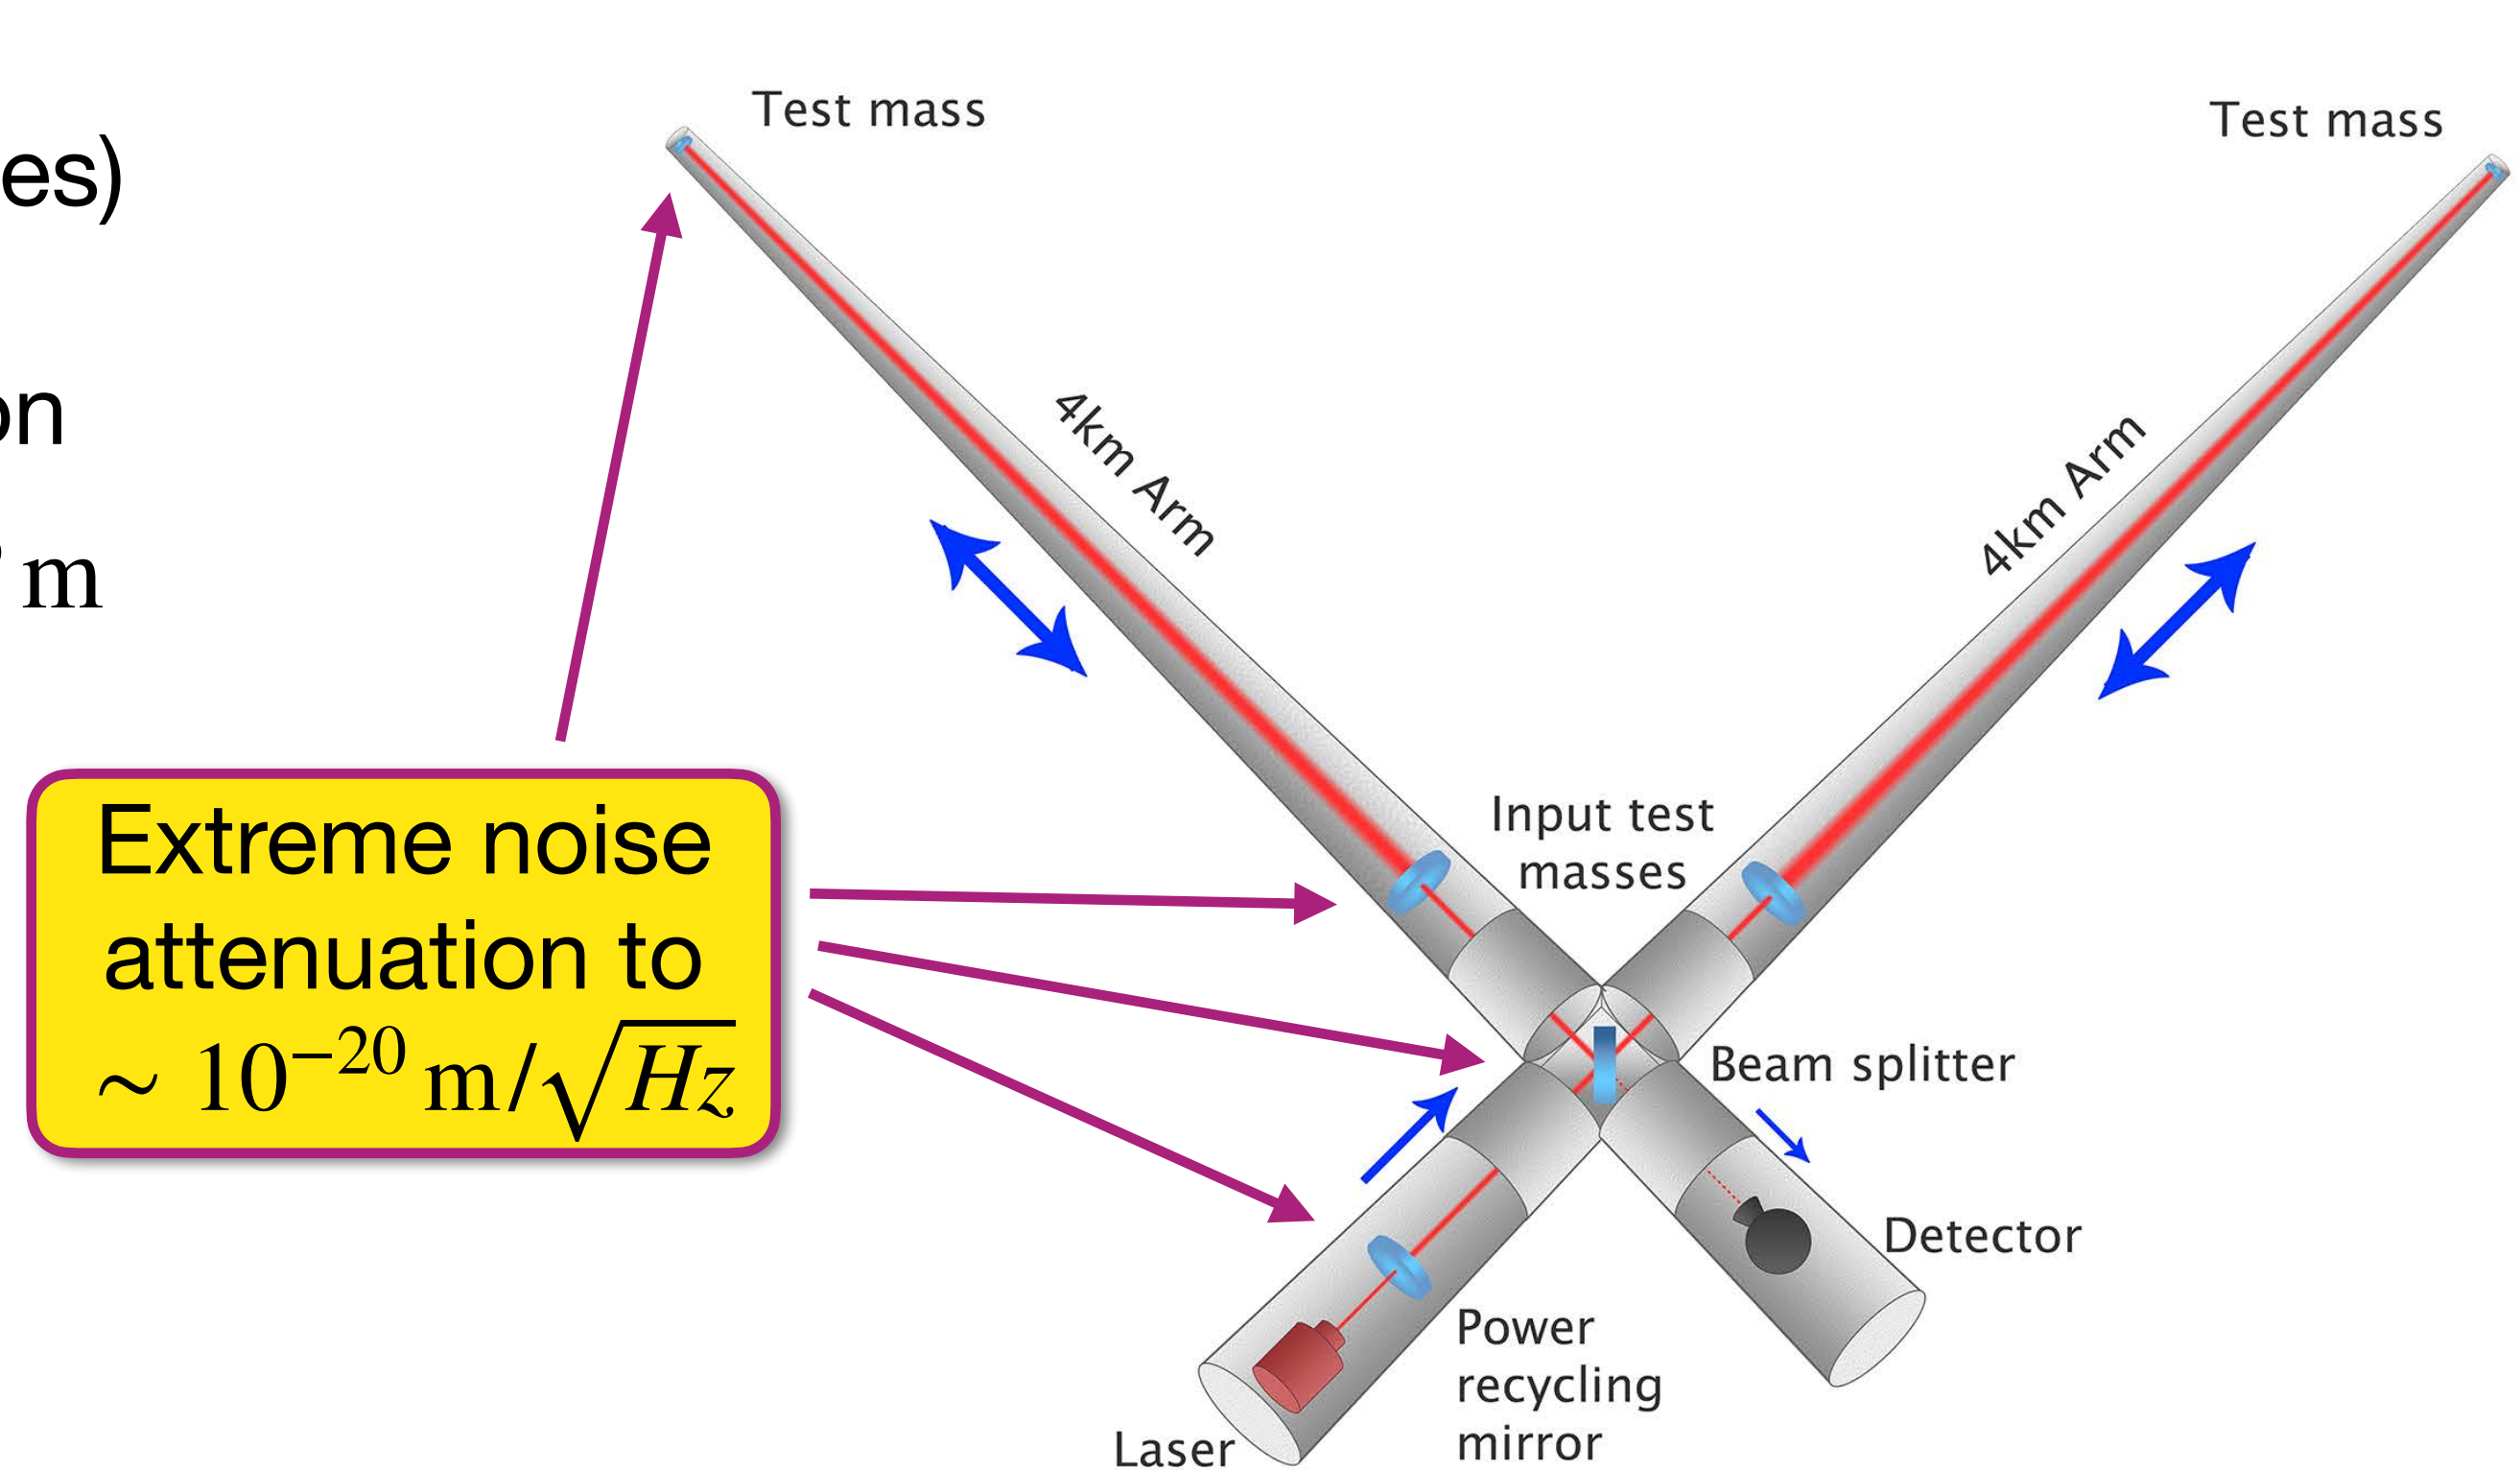 es)
on
m
Extreme noise
attenuation to
∼ 10⁻²⁰ m/√Hz
Test mass
Test mass
4km Arm
4km Arm
Input test
masses
Beam splitter
Detector
Power
recycling
mirror
Laser